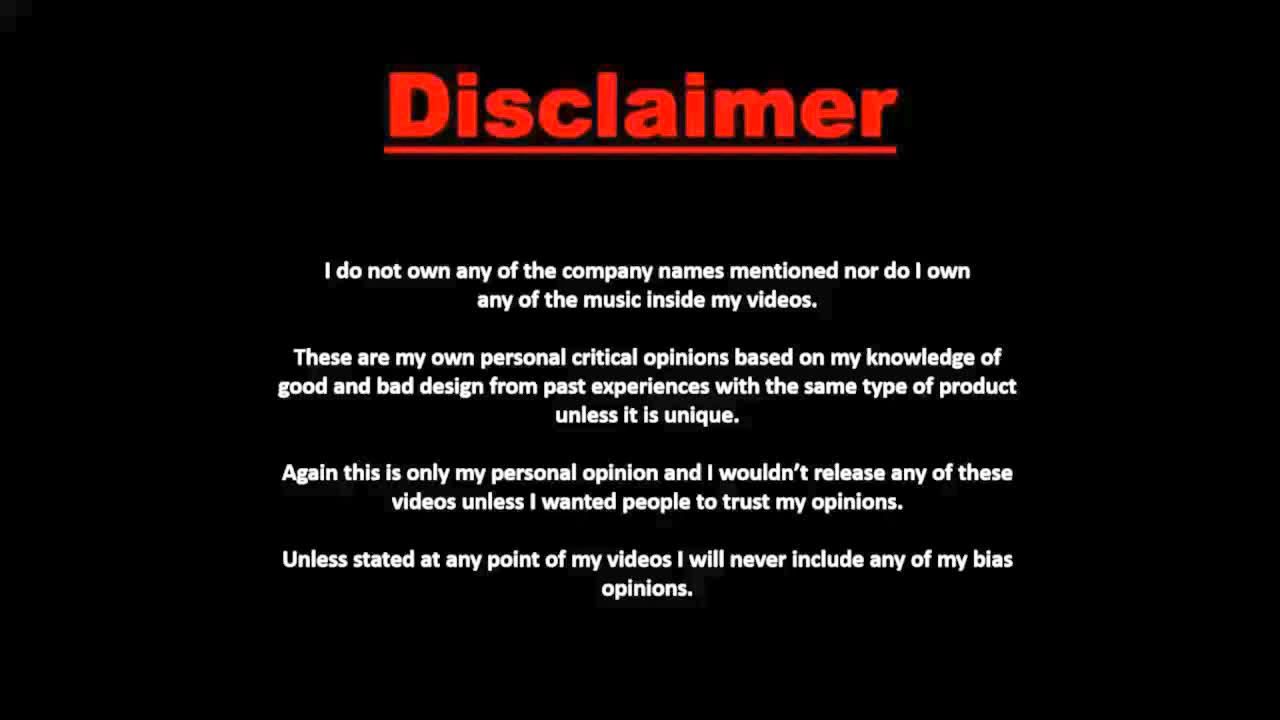 Disclaimer
I do not own any of the company names mentioned nor do I own
any of the music inside my videos.
These are my own personal critical opinions based on my knowledge of
good and bad design from past experiences with the same type of product
unless it is unique.
Again this is only my personal opinion and I wouldn’t release any of these
videos unless I wanted people to trust my opinions.
Unless stated at any point of my videos I will never include any of my bias
opinions.